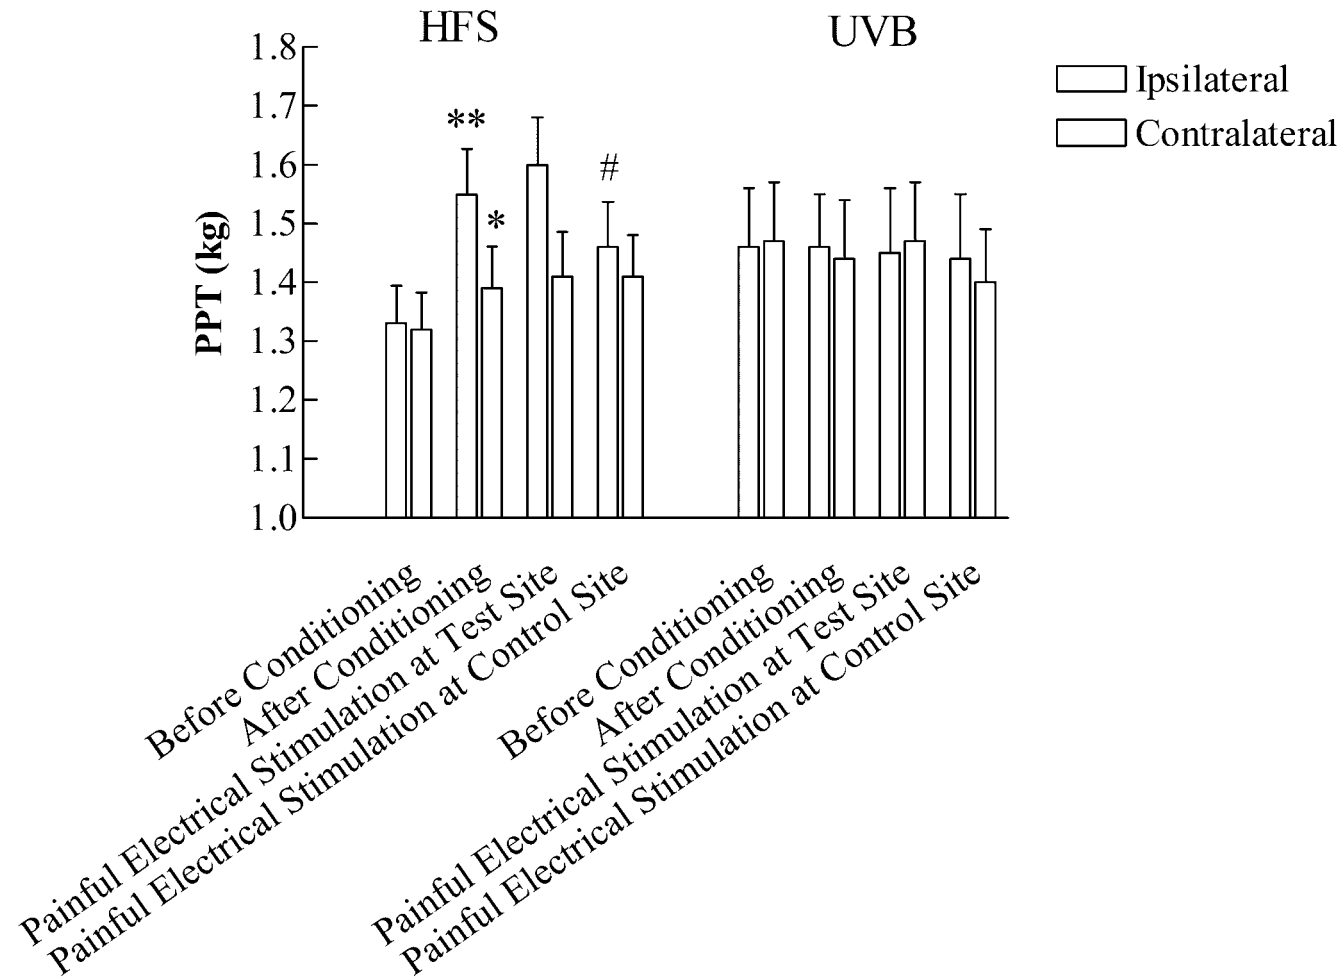 HFS
UVB
Ipsilateral
Contralateral
PPT (kg)
1.8
1.7
1.6
1.5
1.4
1.3
1.2
1.1
1.0
**
*
#
Before Conditioning
After Conditioning
Painful Electrical Stimulation at Test Site
Painful Electrical Stimulation at Control Site
Before Conditioning
After Conditioning
Painful Electrical Stimulation at Test Site
Painful Electrical Stimulation at Control Site